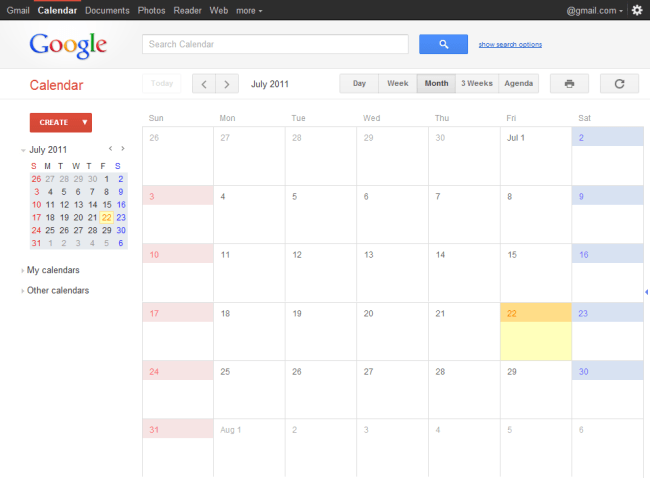 Gmail Calendar Documents Photos Reader Web more @gmail.com
Google Search Calendar show search options
Calendar Today July 2011 Day Week Month 3 Weeks Agenda
CREATE
July 2011
S M T W T F S
26 27 28 29 30 1 2
3 4 5 6 7 8 9
10 11 12 13 14 15 16
17 18 19 20 21 22 23
24 25 26 27 28 29 30
31 1 2 3 4 5 6
My calendars
Other calendars
Sun Mon Tue Wed Thu Fri Sat
26 27 28 29 30 Jul 1 2
3 4 5 6 7 8 9
10 11 12 13 14 15 16
17 18 19 20 21 22 23
24 25 26 27 28 29 30
31 Aug 1 2 3 4 5 6